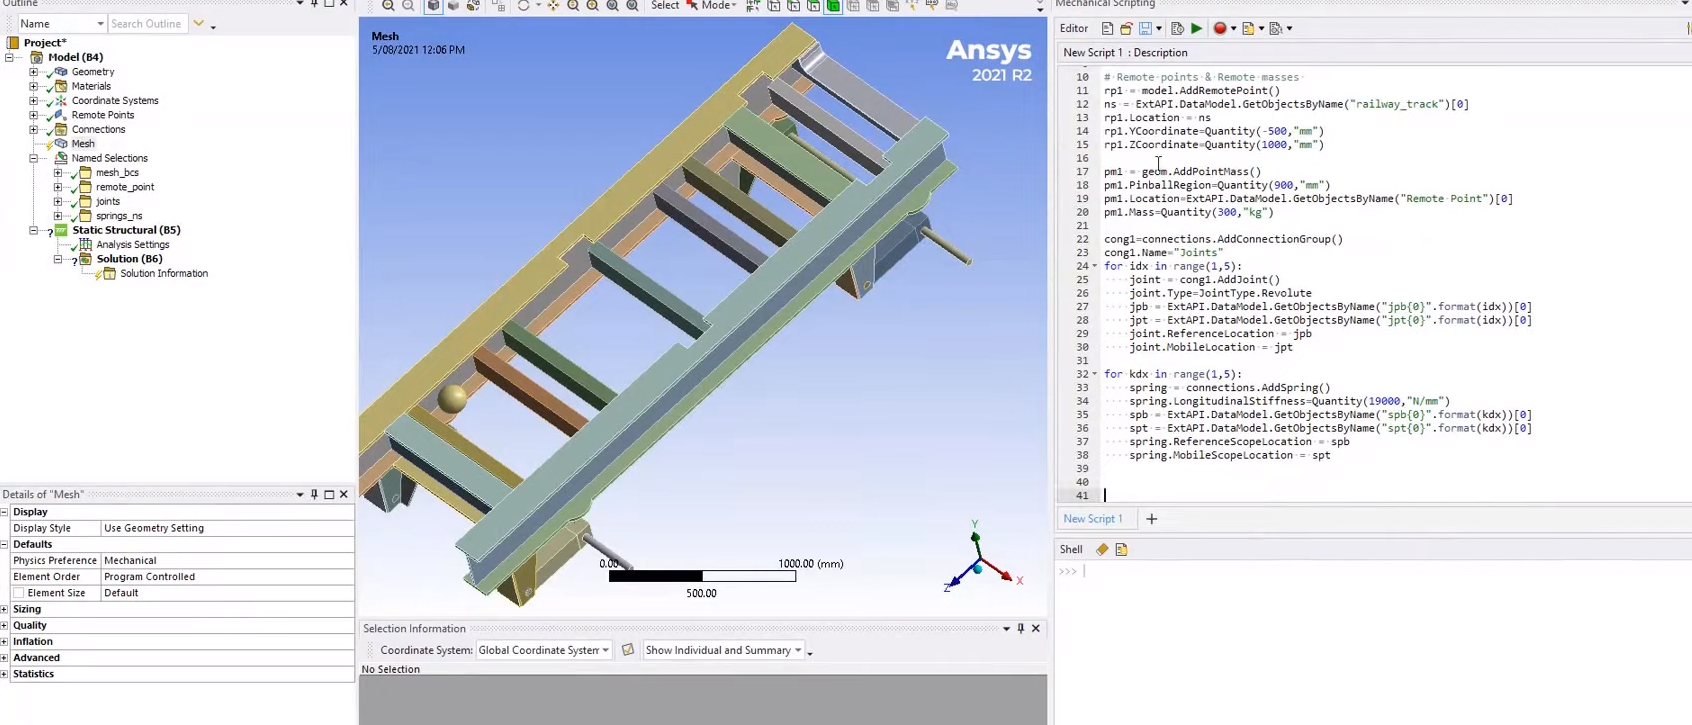 Outline
Mechanical Scripting
Name
Search Outline
Project*
Model (B4)
Geometry
Materials
Coordinate Systems
Remote Points
Connections
Mesh
Named Selections
mesh_bcs
remote_point
joints
springs_ns
Static Structural (B5)
Analysis Settings
Solution (B6)
Solution Information
Details of "Mesh"
Display
Display Style Use Geometry Setting
Defaults
Physics Preference Mechanical
Element Order Program Controlled
Element Size Default
Sizing
Quality
Inflation
Advanced
Statistics
Select Mode
Mesh
5/08/2021 12:06 PM
Ansys
2021 R2
0.00 1000.00 (mm)
500.00
Y
X
Z
Selection Information
Coordinate System: Global Coordinate System Show Individual and Summary
No Selection
Editor
New Script 1 : Description
10 # Remote points & Remote masses
11 rp1 = model.AddRemotePoint()
12 ns = ExtAPI.DataModel.GetObjectsByName("railway_track")[0]
13 rp1.Location = ns
14 rp1.YCoordinate=Quantity(-500,"mm")
15 rp1.ZCoordinate=Quantity(1000,"mm")
16
17 pm1 = geom.AddPointMass()
18 pm1.PinballRegion=Quantity(900,"mm")
19 pm1.Location=ExtAPI.DataModel.GetObjectsByName("Remote Point")[0]
20 pm1.Mass=Quantity(300,"kg")
21
22 cong1=connections.AddConnectionGroup()
23 cong1.Name="Joints"
24 for idx in range(1,5):
25 joint = cong1.AddJoint()
26 joint.Type=JointType.Revolute
27 jpb = ExtAPI.DataModel.GetObjectsByName("jpb{0}".format(idx))[0]
28 jpt = ExtAPI.DataModel.GetObjectsByName("jpt{0}".format(idx))[0]
29 joint.ReferenceLocation = jpb
30 joint.MobileLocation = jpt
31
32 for kdx in range(1,5):
33 spring = connections.AddSpring()
34 spring.LongitudinalStiffness=Quantity(19000,"N/mm")
35 spb = ExtAPI.DataModel.GetObjectsByName("spb{0}".format(kdx))[0]
36 spt = ExtAPI.DataModel.GetObjectsByName("spt{0}".format(kdx))[0]
37 spring.ReferenceScopeLocation = spb
38 spring.MobileScopeLocation = spt
39
40
41
New Script 1
Shell
>>>